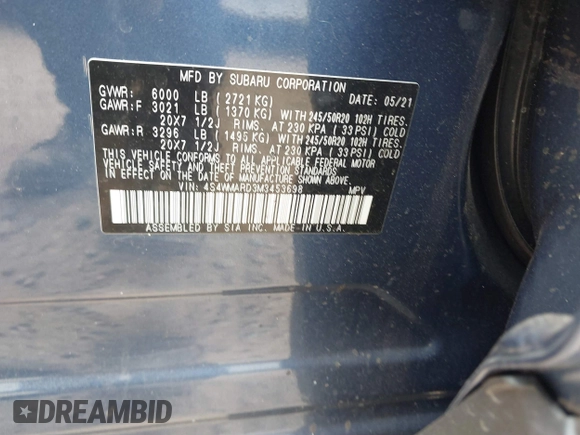 MFD BY SUBARU CORPORATION
GVWR: 6000 LB ( 2721 KG) DATE: 05/21
GAWR:F 3021 LB ( 1370 KG) WITH 245/50R20 102H TIRES.
20X7 1/2J RIMS. AT 230 KPA ( 33 PSI) COLD
GAWR:R 3296 LB ( 1495 KG) WITH 245/50R20 102H TIRES.
20X7 1/2J RIMS. AT 230 KPA ( 33 PSI) COLD
THIS VEHICLE CONFORMS TO ALL APPLICABLE FEDERAL MOTOR
VEHICLE SAFETY AND THEFT PREVENTION STANDARDS
IN EFFECT ON THE DATE OF MANUFACTURE SHOWN ABOVE.
VIN: 4S4WMARD3M3453698 MPV
ASSEMBLED BY SIA INC. MADE IN U.S.A.
DREAMBID